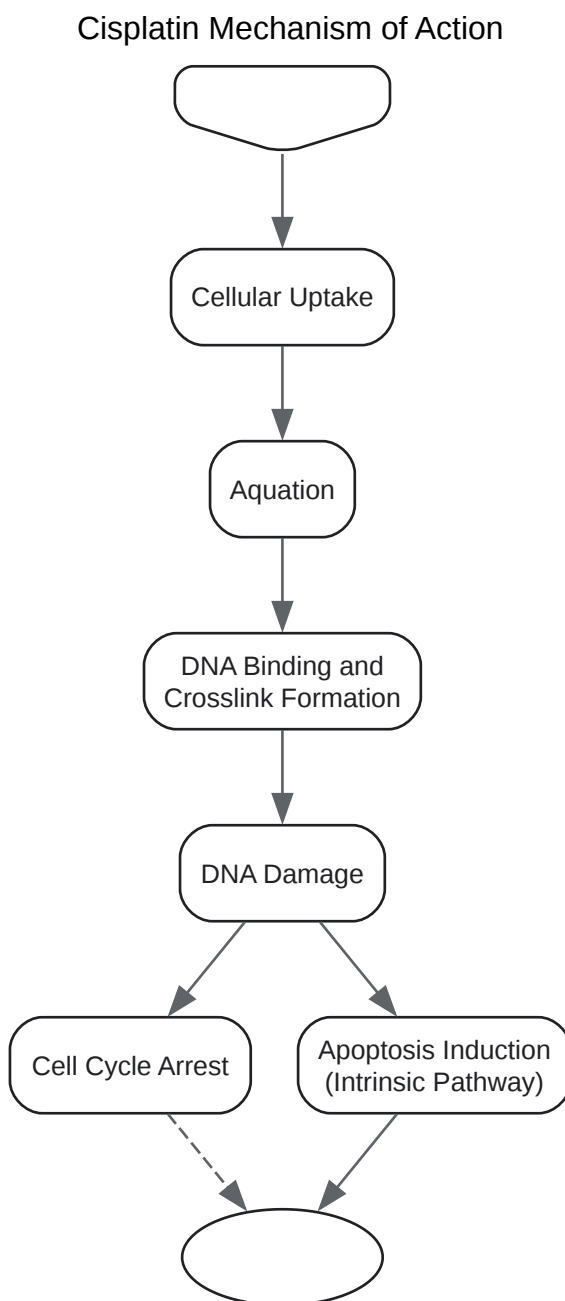 Cisplatin Mechanism of Action
Cellular Uptake
Aquation
DNA Binding and
Crosslink Formation
DNA Damage
Cell Cycle Arrest
Apoptosis Induction
(Intrinsic Pathway)